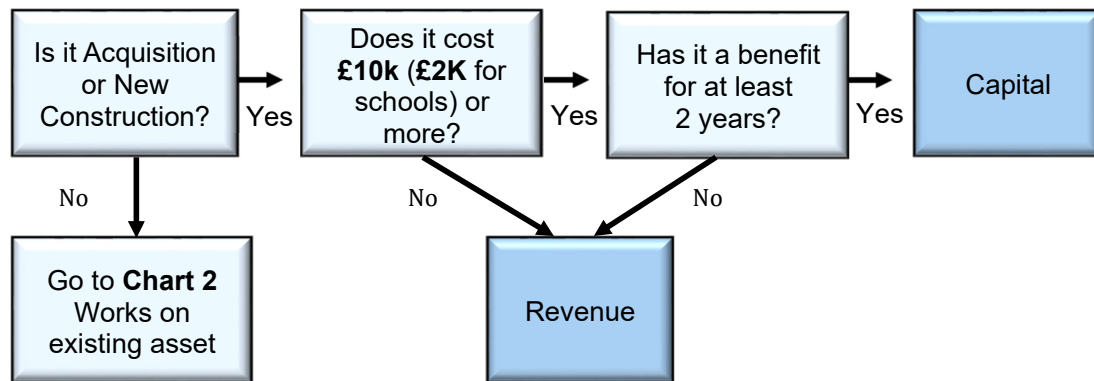 Is it Acquisition
or New
Construction?
Yes
Does it cost
£10k (£2K for
schools) or
more?
Yes
Has it a benefit
for at least
2 years?
Yes
Capital
No
No
No
Go to Chart 2
Works on
existing asset
Revenue